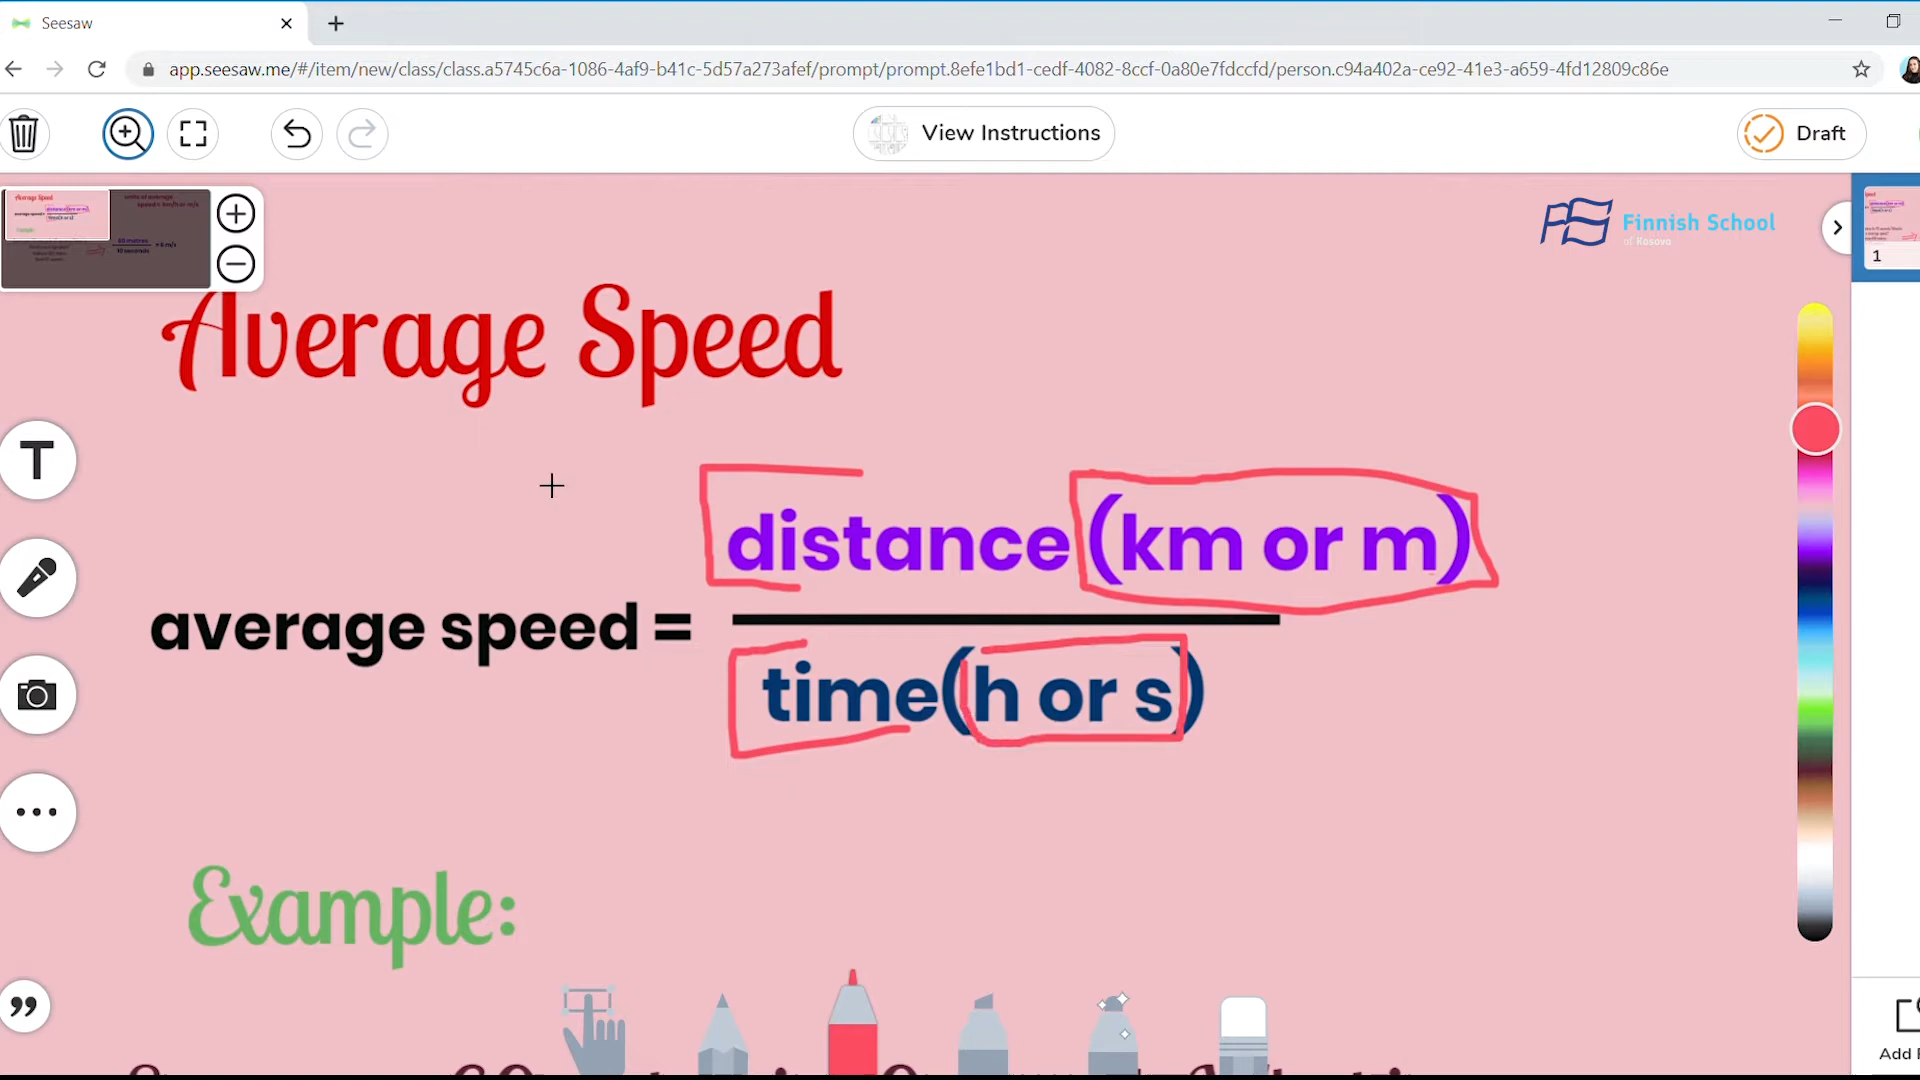 Seesaw
app.seesaw.me/#/item/new/class/class.a5745c6a-1086-4af9-b41c-5d57a273afef/prompt/prompt.8efe1bd1-cedf-4082-8ccf-0a80e7fdccfd/person.c94a402a-ce92-41e3-a659-4fd12809c86e
View Instructions
Draft
Finnish School
of Kosovo
1
Average Speed
T
distance (km or m)
average speed =
time(h or s)
Example:
Add